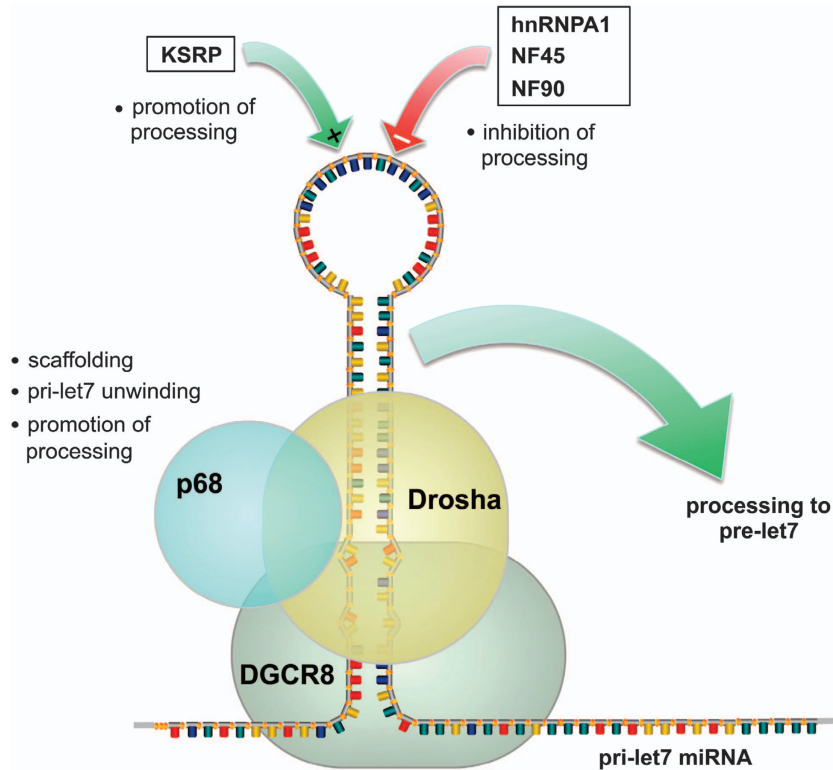 KSRP
• promotion of
processing
+
hnRNPA1
NF45
NF90
–
• inhibition of
processing
• scaffolding
• pri-let7 unwinding
• promotion of
processing
p68
Drosha
DGCR8
processing to
pre-let7
pri-let7 miRNA